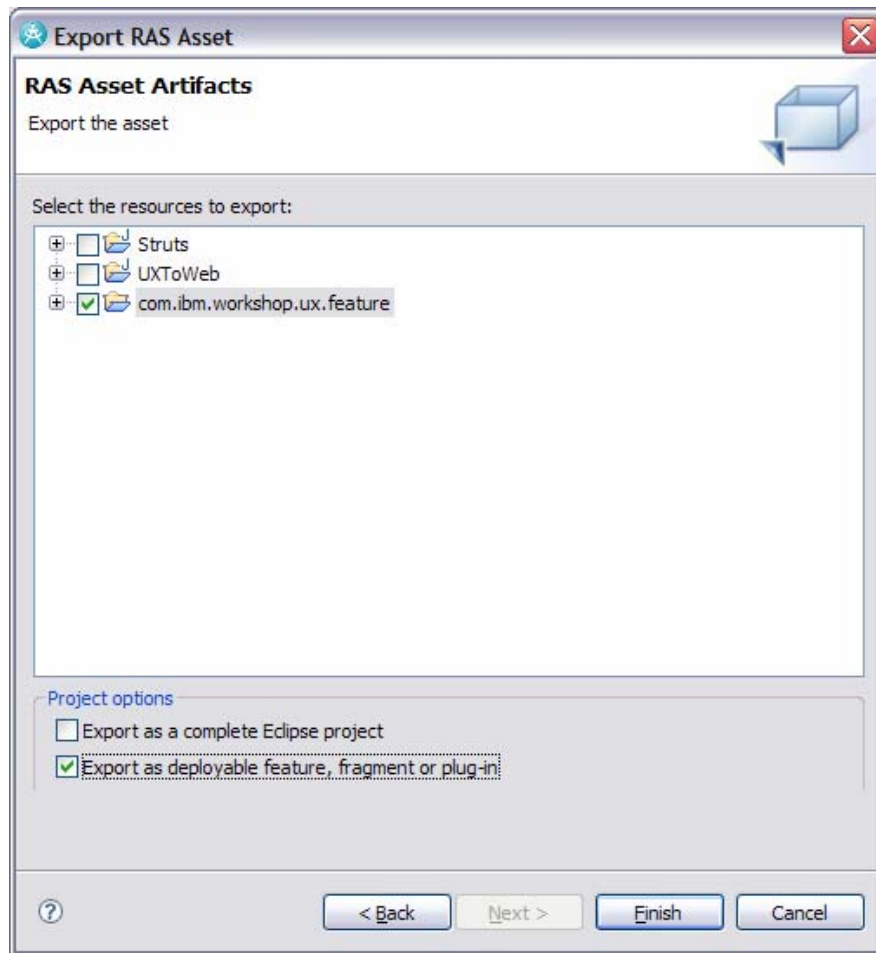 Export RAS Asset
RAS Asset Artifacts
Export the asset
Select the resources to export:
Struts
UXToWeb
com.ibm.workshop.ux.feature
Project options
Export as a complete Eclipse project
Export as deployable feature, fragment or plug-in
? < Back Next > Finish Cancel